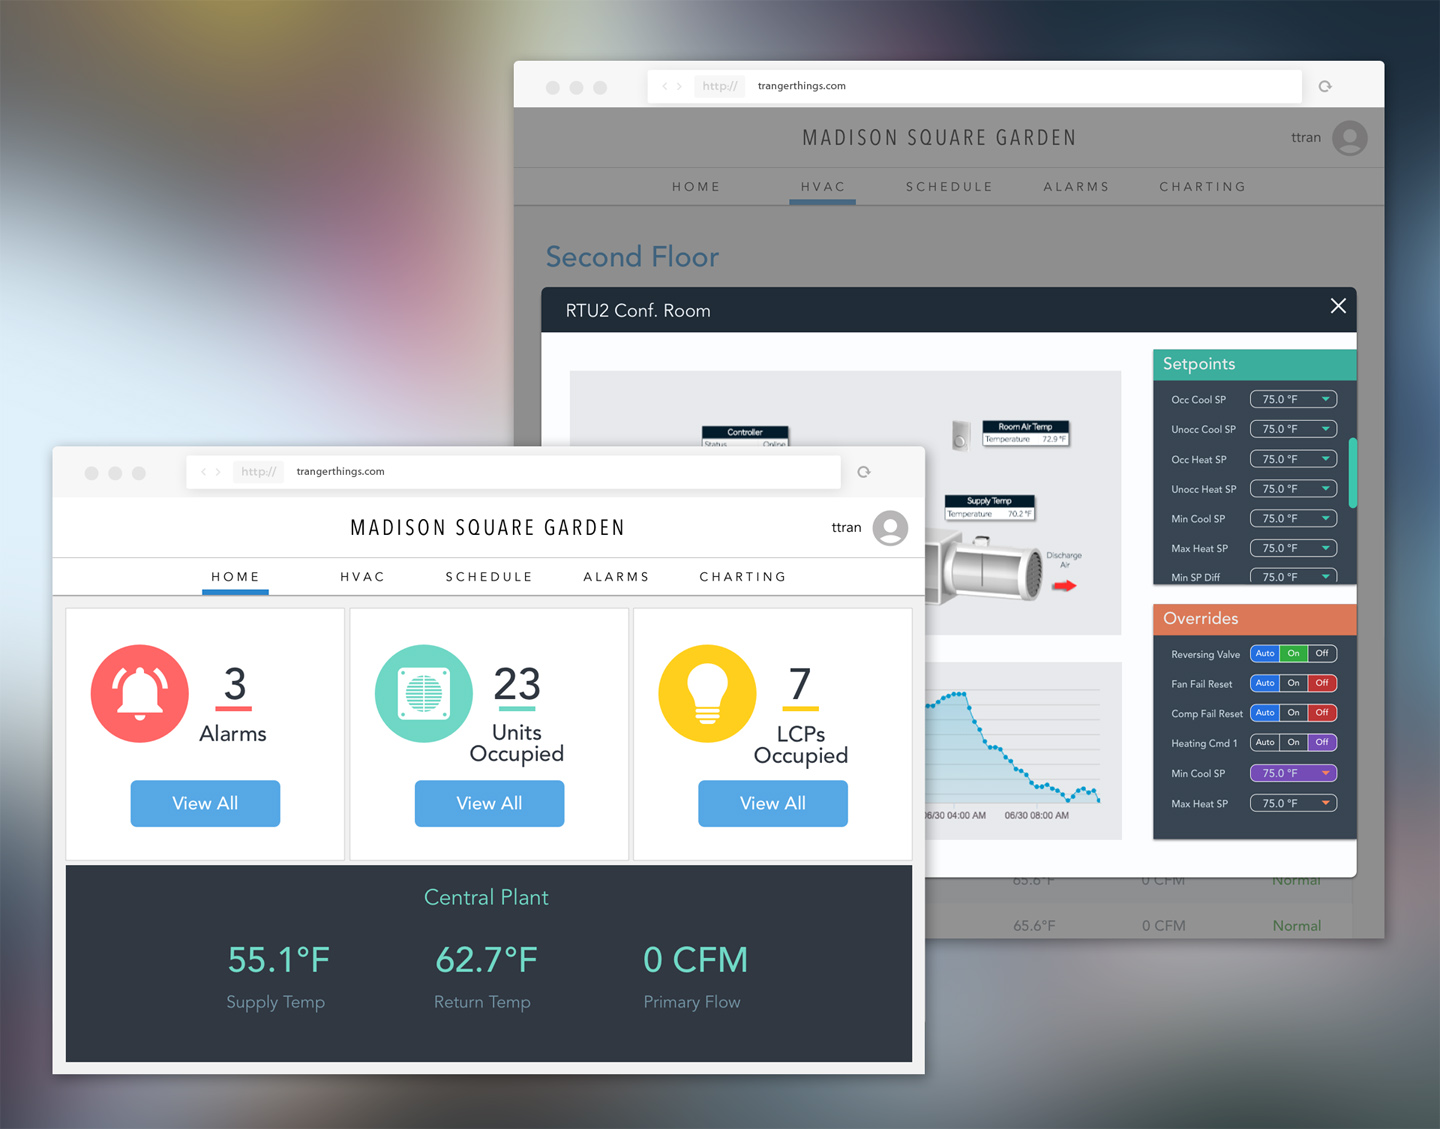 http:// trangerthings.com
MADISON SQUARE GARDEN
ttran
HOME HVAC SCHEDULE ALARMS CHARTING
Second Floor
RTU2 Conf. Room
Controller
Status Online
Room Air Temp
Temperature 72.9 °F
Supply Temp
Temperature 70.2 °F
Discharge
Air
06/30 04:00 AM 06/30 08:00 AM
Setpoints
Occ Cool SP 75.0 °F
Unocc Cool SP 75.0 °F
Occ Heat SP 75.0 °F
Unocc Heat SP 75.0 °F
Min Cool SP 75.0 °F
Max Heat SP 75.0 °F
Min SP Diff 75.0 °F
Overrides
Reversing Valve Auto On Off
Fan Fail Reset Auto On Off
Comp Fail Reset Auto On Off
Heating Cmd 1 Auto On Off
Min Cool SP 75.0 °F
Max Heat SP 75.0 °F
65.6°F 0 CFM Normal
65.6°F 0 CFM Normal
http:// trangerthings.com
MADISON SQUARE GARDEN
ttran
HOME HVAC SCHEDULE ALARMS CHARTING
3
Alarms
View All
23
Units
Occupied
View All
7
LCPs
Occupied
View All
Central Plant
55.1°F 62.7°F 0 CFM
Supply Temp Return Temp Primary Flow